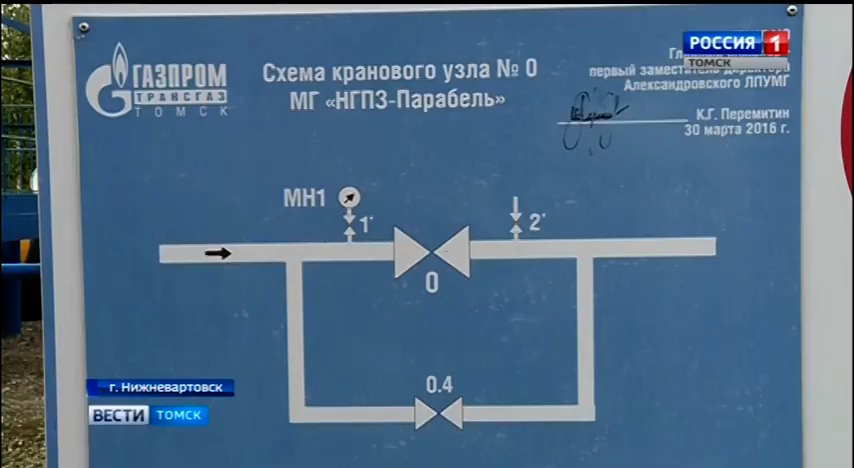 ГАЗПРОМ
ТРАНСГАЗ
ТОМСК
Схема кранового узла № 0
МГ «НГПЗ-Парабель»
РОССИЯ 1
ТОМСК
первый заместитель директора
Александровского ЛПУМГ
К.Г. Перемитин
30 марта 2016 г.
МН1
1'
2'
0
0.4
г. Нижневартовск
ВЕСТИ ТОМСК